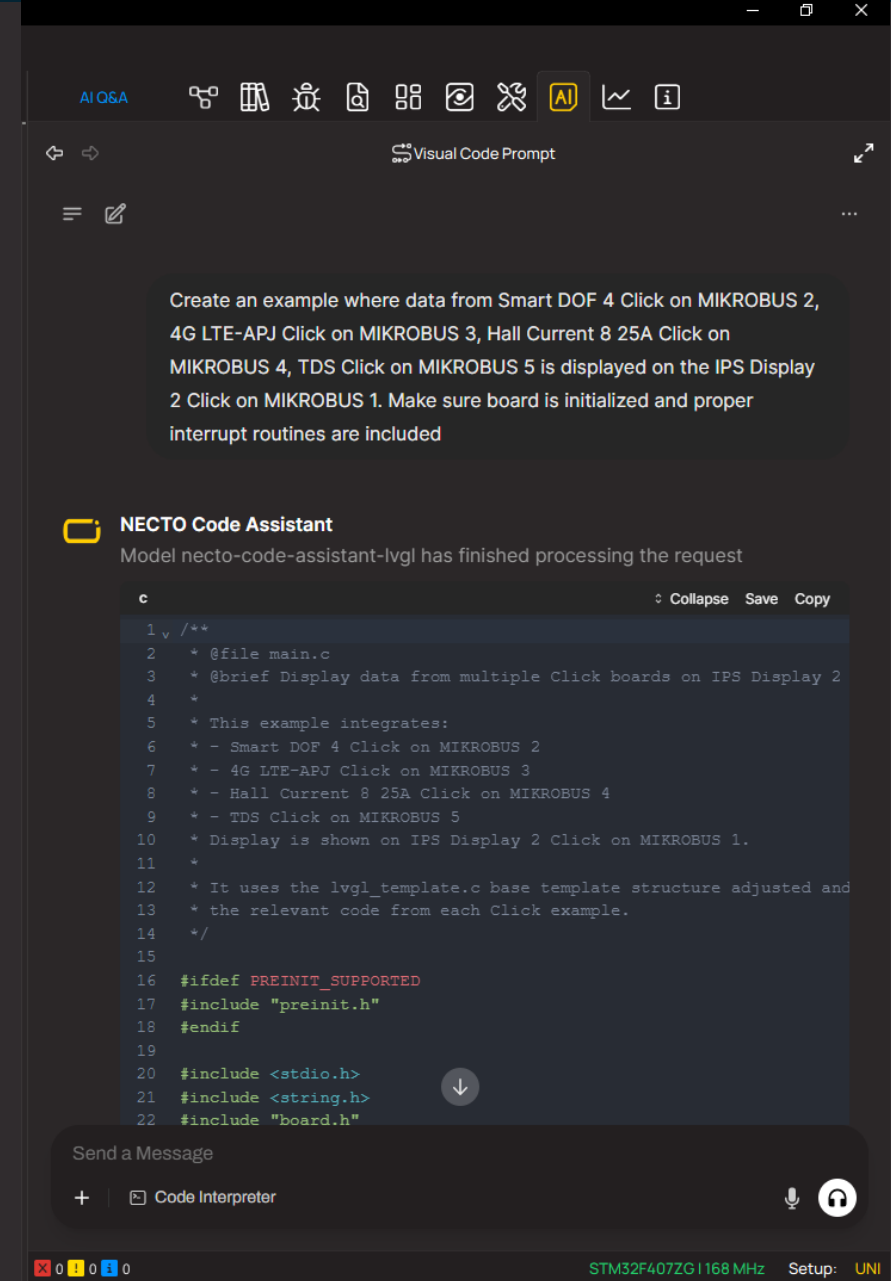 AI Q&A
AI
Visual Code Prompt
Create an example where data from Smart DOF 4 Click on MIKROBUS 2,
4G LTE-APJ Click on MIKROBUS 3, Hall Current 8 25A Click on
MIKROBUS 4, TDS Click on MIKROBUS 5 is displayed on the IPS Display
2 Click on MIKROBUS 1. Make sure board is initialized and proper
interrupt routines are included
NECTO Code Assistant
Model necto-code-assistant-lvgl has finished processing the request
c Collapse Save Copy
1 /**
2 * @file main.c
3 * @brief Display data from multiple Click boards on IPS Display 2
4 *
5 * This example integrates:
6 * - Smart DOF 4 Click on MIKROBUS 2
7 * - 4G LTE-APJ Click on MIKROBUS 3
8 * - Hall Current 8 25A Click on MIKROBUS 4
9 * - TDS Click on MIKROBUS 5
10 * Display is shown on IPS Display 2 Click on MIKROBUS 1.
11 *
12 * It uses the lvgl_template.c base template structure adjusted and
13 * the relevant code from each Click example.
14 */
15
16 #ifdef PREINIT_SUPPORTED
17 #include "preinit.h"
18 #endif
19
20 #include <stdio.h>
21 #include <string.h>
22 #include "board.h"
Send a Message
Code Interpreter
0 0 0 STM32F407ZG | 168 MHz Setup: UNI